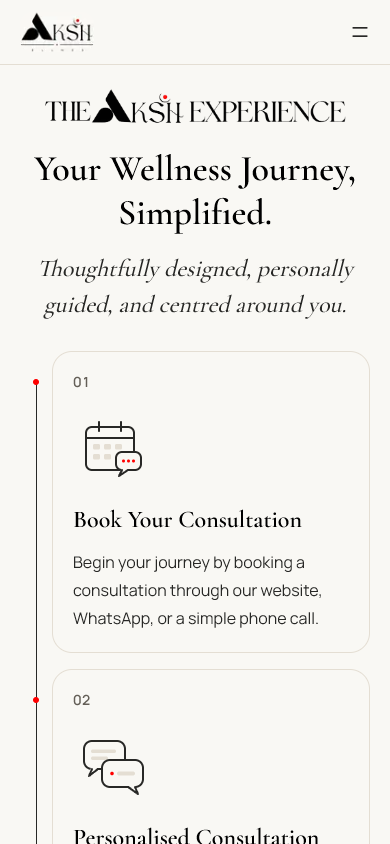 AKSH
THE AKSH EXPERIENCE
Your Wellness Journey,
Simplified.
Thoughtfully designed, personally
guided, and centred around you.
01
Book Your Consultation
Begin your journey by booking a
consultation through our website,
WhatsApp, or a simple phone call.
02
Personalised Consultation